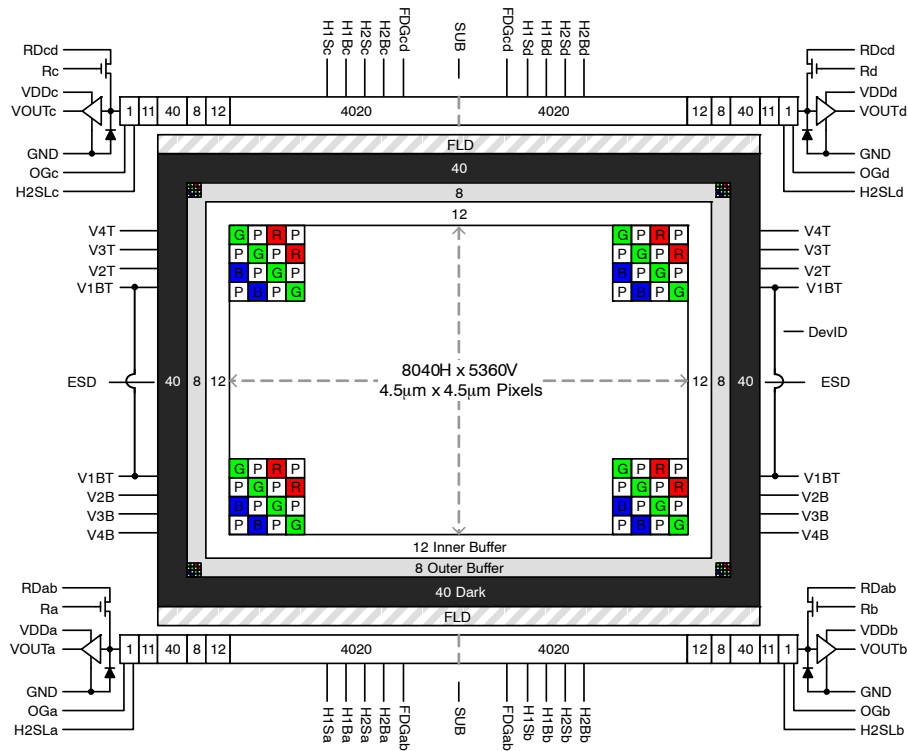 H1Sc H1Bc H2Sc H2Bc FDGcd SUB FDGcd H1Sd H1Bd H2Sd H2Bd
RDcd RDcd
Rc Rd
VDDc VDDd
VOUTc 1 11 40 8 12 4020 4020 12 8 40 11 1 VOUTd
GND FLD GND
OGc 40 OGd
H2SLc 8 H2SLd
12
V4T G P R P G P R P V4T
V3T P G P R P G P R V3T
V2T B P G P B P G P V2T
V1BT P B P G P B P G V1BT
DevID
8040H x 5360V
ESD 40 8 12 12 8 40 ESD
4.5μm x 4.5μm Pixels
V1BT G P R P G P R P V1BT
V2B P G P R P G P R V2B
V3B B P G P B P G P V3B
V4B P B P G P B P G V4B
12 Inner Buffer
8 Outer Buffer
RDab 40 Dark RDab
Ra FLD Rb
VDDa VDDb
VOUTa 1 11 40 8 12 4020 4020 12 8 40 11 1 VOUTb
GND GND
OGa OGb
H2SLa H2SLb
H1Sa H1Ba H2Sa H2Ba FDGab SUB FDGab H1Sb H1Bb H2Sb H2Bb